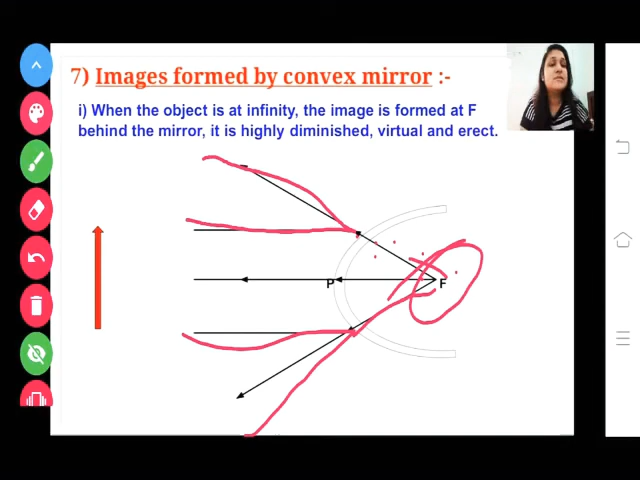 7) Images formed by convex mirror :-
i) When the object is at infinity, the image is formed at F
behind the mirror, it is highly diminished, virtual and erect.
P
F